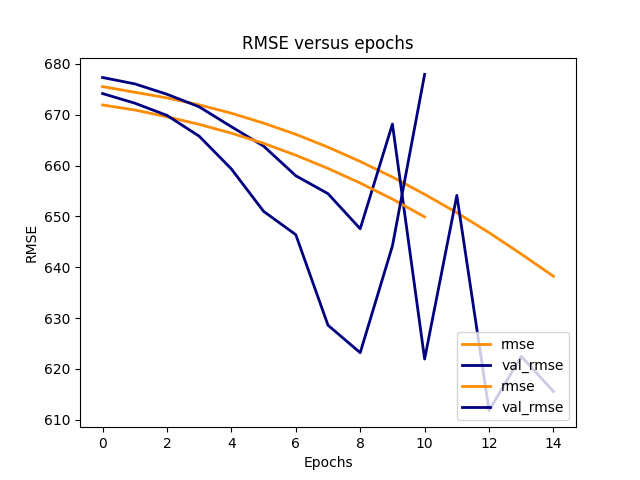 RMSE versus epochs
680
670
660
650
640
630
620
610
RMSE
0 2 4 6 8 10 12 14
Epochs
rmse
val_rmse
rmse
val_rmse